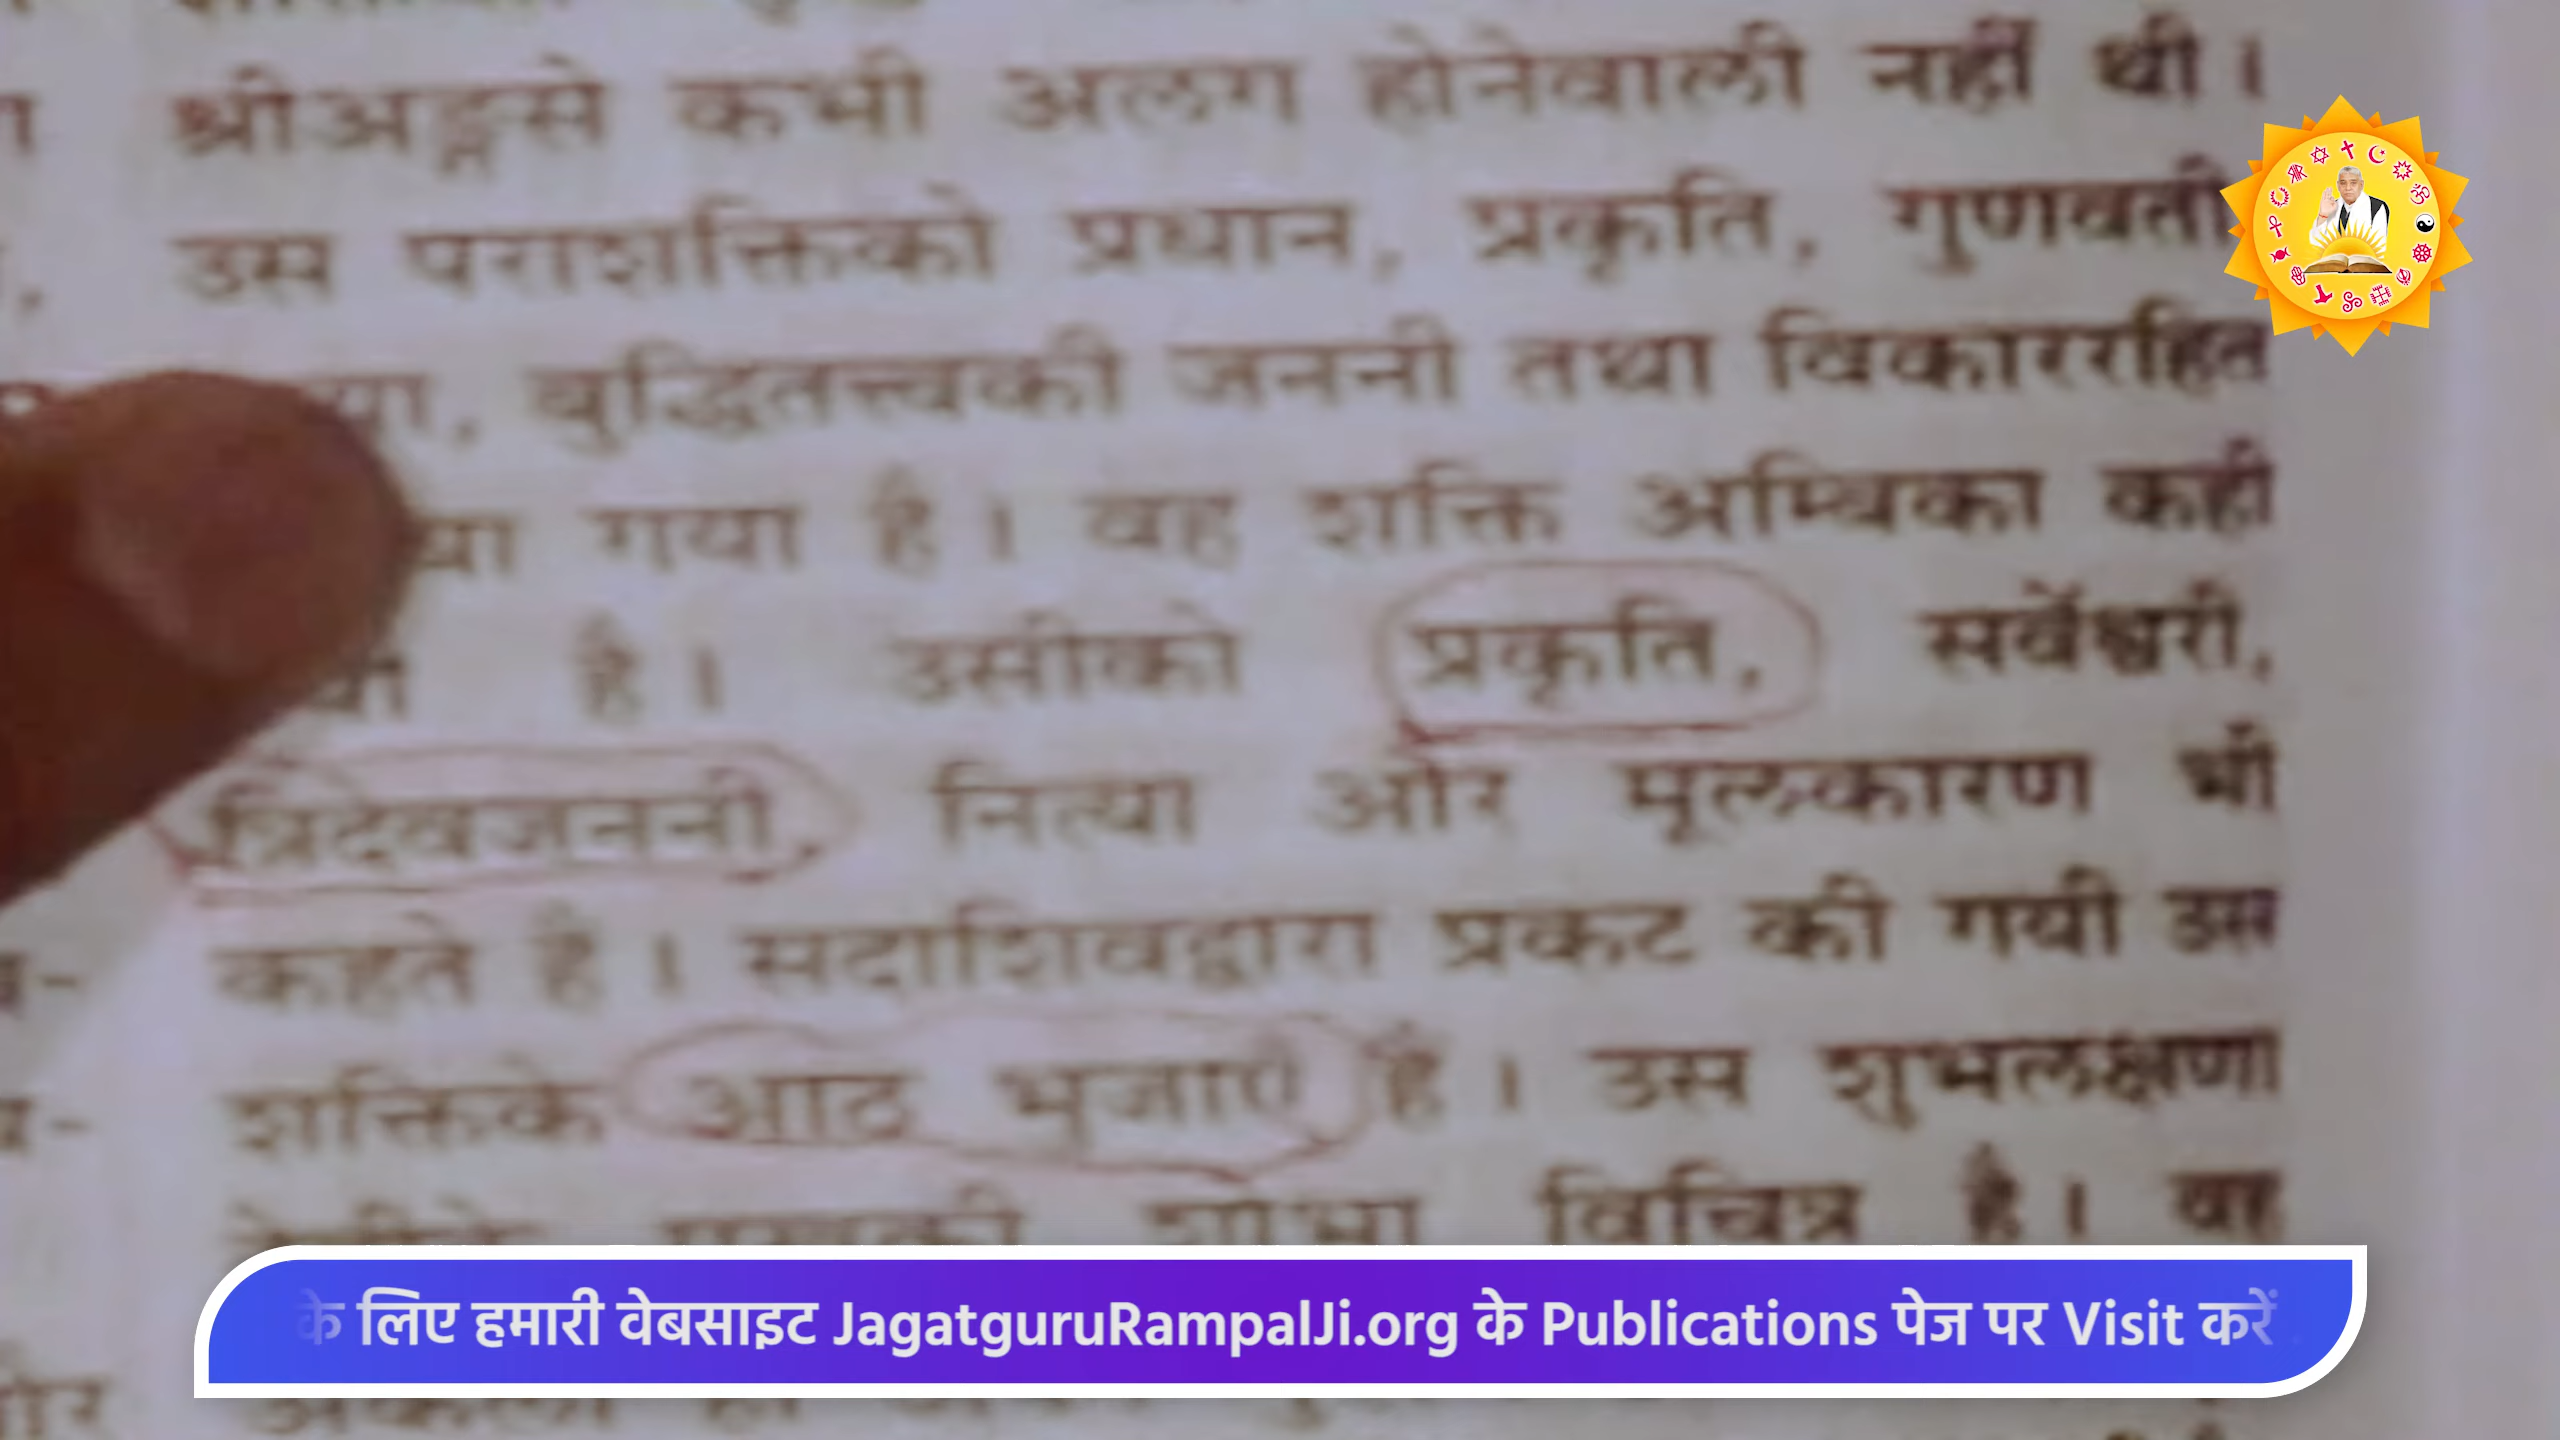 श्रीअङ्गसे कभी अलग होनेवाली नहीं थी।
उस पराशक्तिको प्रधान, प्रकृति, गुणवती
बुद्धितत्त्वकी जननी तथा विकाररहित
गया है। वह शक्ति अम्बिका कही
है। उसीको प्रकृति, सर्वेश्वरी,
त्रिदेवजननी, नित्या और मूलकारण भी
कहते हैं। सदाशिवद्वारा प्रकट की गयी उस
शक्तिके आठ भुजाएँ हैं। उस शुभलक्षणा
शोभा विचित्र है। वह
के लिए हमारी वेबसाइट JagatguruRampalJi.org के Publications पेज पर Visit करें